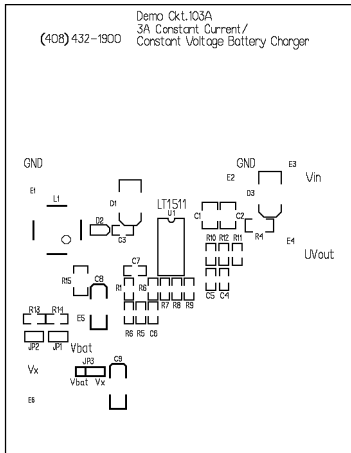 Demo Ckt.103A
3A Constant Current/
(408) 432-1900 Constant Voltage Battery Charger
GND GND E3
E2 Vin
E1 L1 D1 LT1511 D3
U1
D2 C1 C2
C3 R4
R10 R12 R11 E4
UVout
C7
R15 C8
R1 R6 R7 R8 R9 C5 C4
R13 R14 E5
R6 R5 C6
JP2 JP1 Vbat
Vx JP3 C9
Vbat Vx
E6